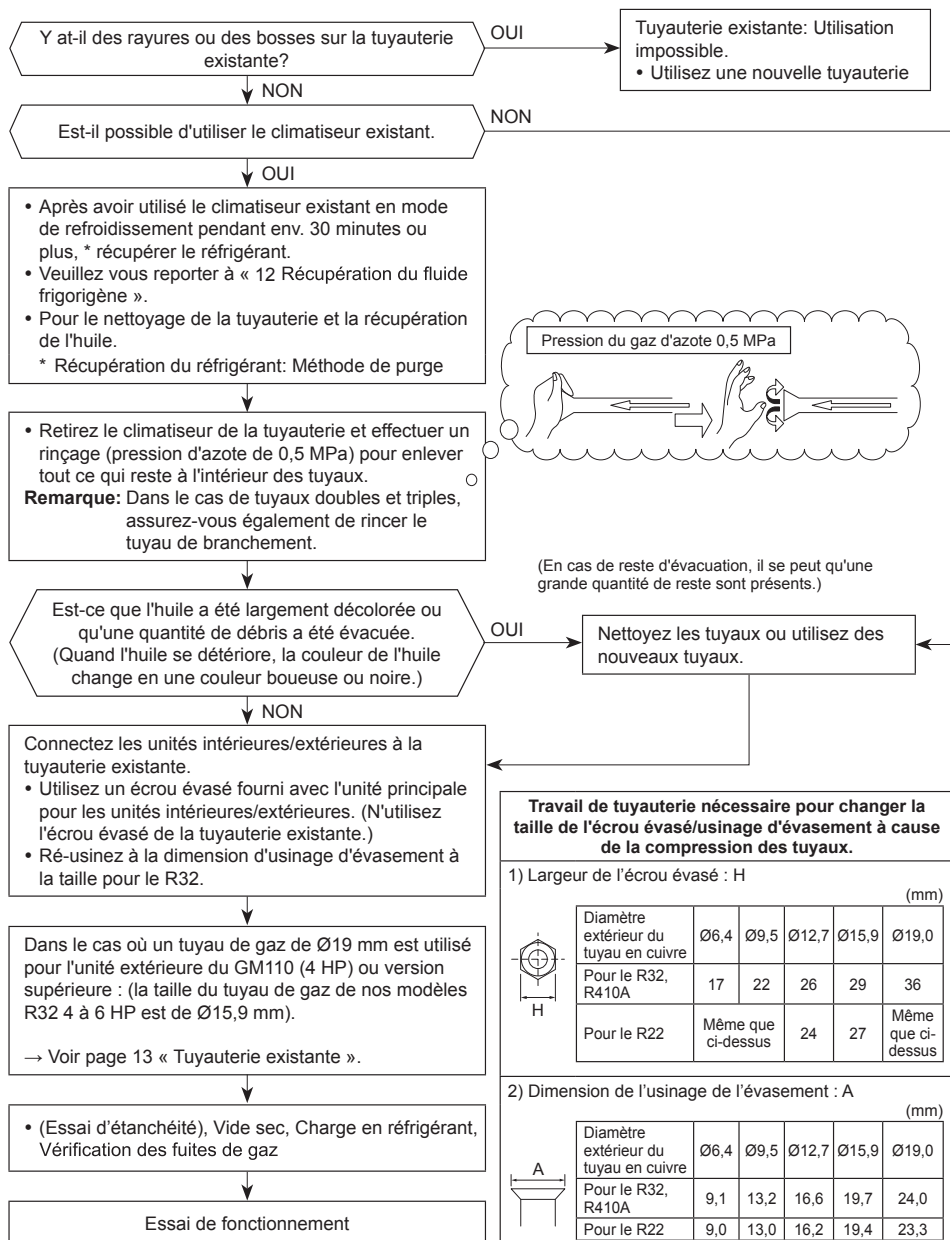 Y at-il des rayures ou des bosses sur la tuyauterie
existante?
OUI
Tuyauterie existante: Utilisation
impossible.
• Utilisez une nouvelle tuyauterie
NON
Est-il possible d'utiliser le climatiseur existant.
NON
OUI
• Après avoir utilisé le climatiseur existant en mode
de refroidissement pendant env. 30 minutes ou
plus, * récupérer le réfrigérant.
• Veuillez vous reporter à « 12 Récupération du fluide
frigorigène ».
• Pour le nettoyage de la tuyauterie et la récupération
de l'huile.
* Récupération du réfrigérant: Méthode de purge
Pression du gaz d'azote 0,5 MPa
• Retirez le climatiseur de la tuyauterie et effectuer un
rinçage (pression d'azote de 0,5 MPa) pour enlever
tout ce qui reste à l'intérieur des tuyaux.
Remarque: Dans le cas de tuyaux doubles et triples,
assurez-vous également de rincer le
tuyau de branchement.
(En cas de reste d'évacuation, il se peut qu'une
grande quantité de reste sont présents.)
Est-ce que l'huile a été largement décolorée ou
qu'une quantité de débris a été évacuée.
(Quand l'huile se détériore, la couleur de l'huile
change en une couleur boueuse ou noire.)
OUI
Nettoyez les tuyaux ou utilisez des
nouveaux tuyaux.
NON
Connectez les unités intérieures/extérieures à la
tuyauterie existante.
• Utilisez un écrou évasé fourni avec l'unité principale
pour les unités intérieures/extérieures. (N'utilisez
l'écrou évasé de la tuyauterie existante.)
• Ré-usinez à la dimension d'usinage d'évasement à
la taille pour le R32.
Dans le cas où un tuyau de gaz de Ø19 mm est utilisé
pour l'unité extérieure du GM110 (4 HP) ou version
supérieure : (la taille du tuyau de gaz de nos modèles
R32 4 à 6 HP est de Ø15,9 mm).
→ Voir page 13 « Tuyauterie existante ».
• (Essai d'étanchéité), Vide sec, Charge en réfrigérant,
Vérification des fuites de gaz
Essai de fonctionnement
Travail de tuyauterie nécessaire pour changer la
taille de l'écrou évasé/usinage d'évasement à cause
de la compression des tuyaux.
1) Largeur de l'écrou évasé : H
(mm)
H
Diamètre
extérieur du
tuyau en cuivre
Ø6,4 Ø9,5 Ø12,7 Ø15,9 Ø19,0
Pour le R32,
R410A
17 22 26 29 36
Pour le R22
Même que
ci-dessus
24 27
Même
que ci-
dessus
2) Dimension de l'usinage de l'évasement : A
(mm)
A
Diamètre
extérieur du
tuyau en cuivre
Ø6,4 Ø9,5 Ø12,7 Ø15,9 Ø19,0
Pour le R32,
R410A
9,1 13,2 16,6 19,7 24,0
Pour le R22 9,0 13,0 16,2 19,4 23,3